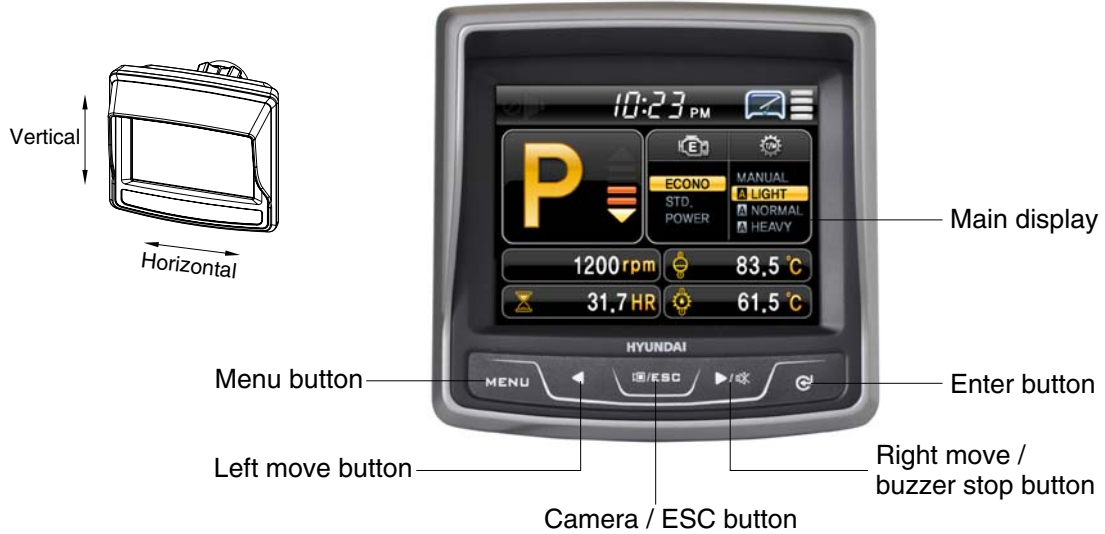 Vertical
Horizontal
10:23 PM
P
E
T/M
ECONO
STD.
POWER
MANUAL
A LIGHT
A NORMAL
A HEAVY
1200 rpm
83.5 °C
31.7 HR
61.5 °C
HYUNDAI
MENU
/ESC
/
Main display
Menu button
Enter button
Left move button
Right move /
buzzer stop button
Camera / ESC button